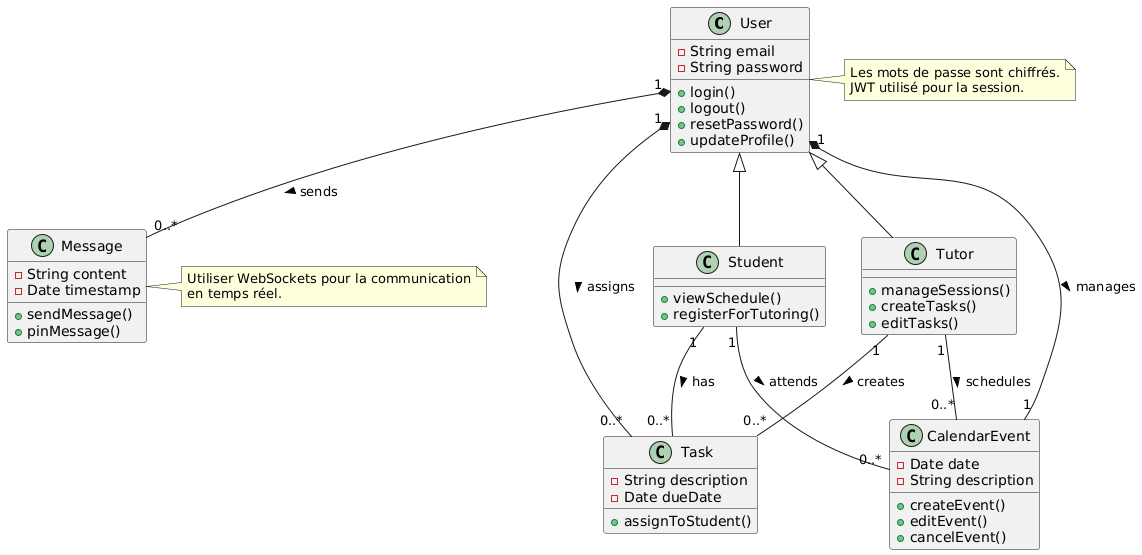 C User
String email
String password
login()
logout()
resetPassword()
updateProfile()
Les mots de passe sont chiffrés.
JWT utilisé pour la session.
1
1
1
sends
0..*
C Message
String content
Date timestamp
sendMessage()
pinMessage()
Utiliser WebSockets pour la communication
en temps réel.
assigns
C Student
viewSchedule()
registerForTutoring()
C Tutor
manageSessions()
createTasks()
editTasks()
manages
1
1
1
1
has
attends
creates
schedules
0..*
0..*
0..*
0..*
0..*
1
C Task
String description
Date dueDate
assignToStudent()
C CalendarEvent
Date date
String description
createEvent()
editEvent()
cancelEvent()